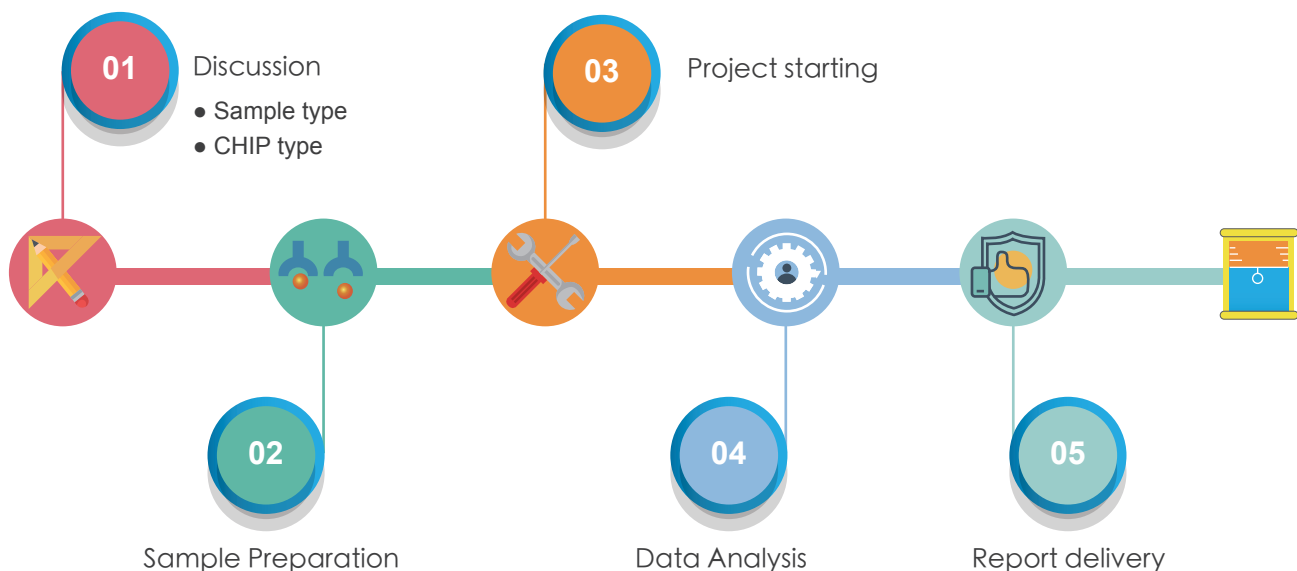 01
Discussion
● Sample type
● CHIP type
03
Project starting
02
Sample Preparation
04
Data Analysis
05
Report delivery